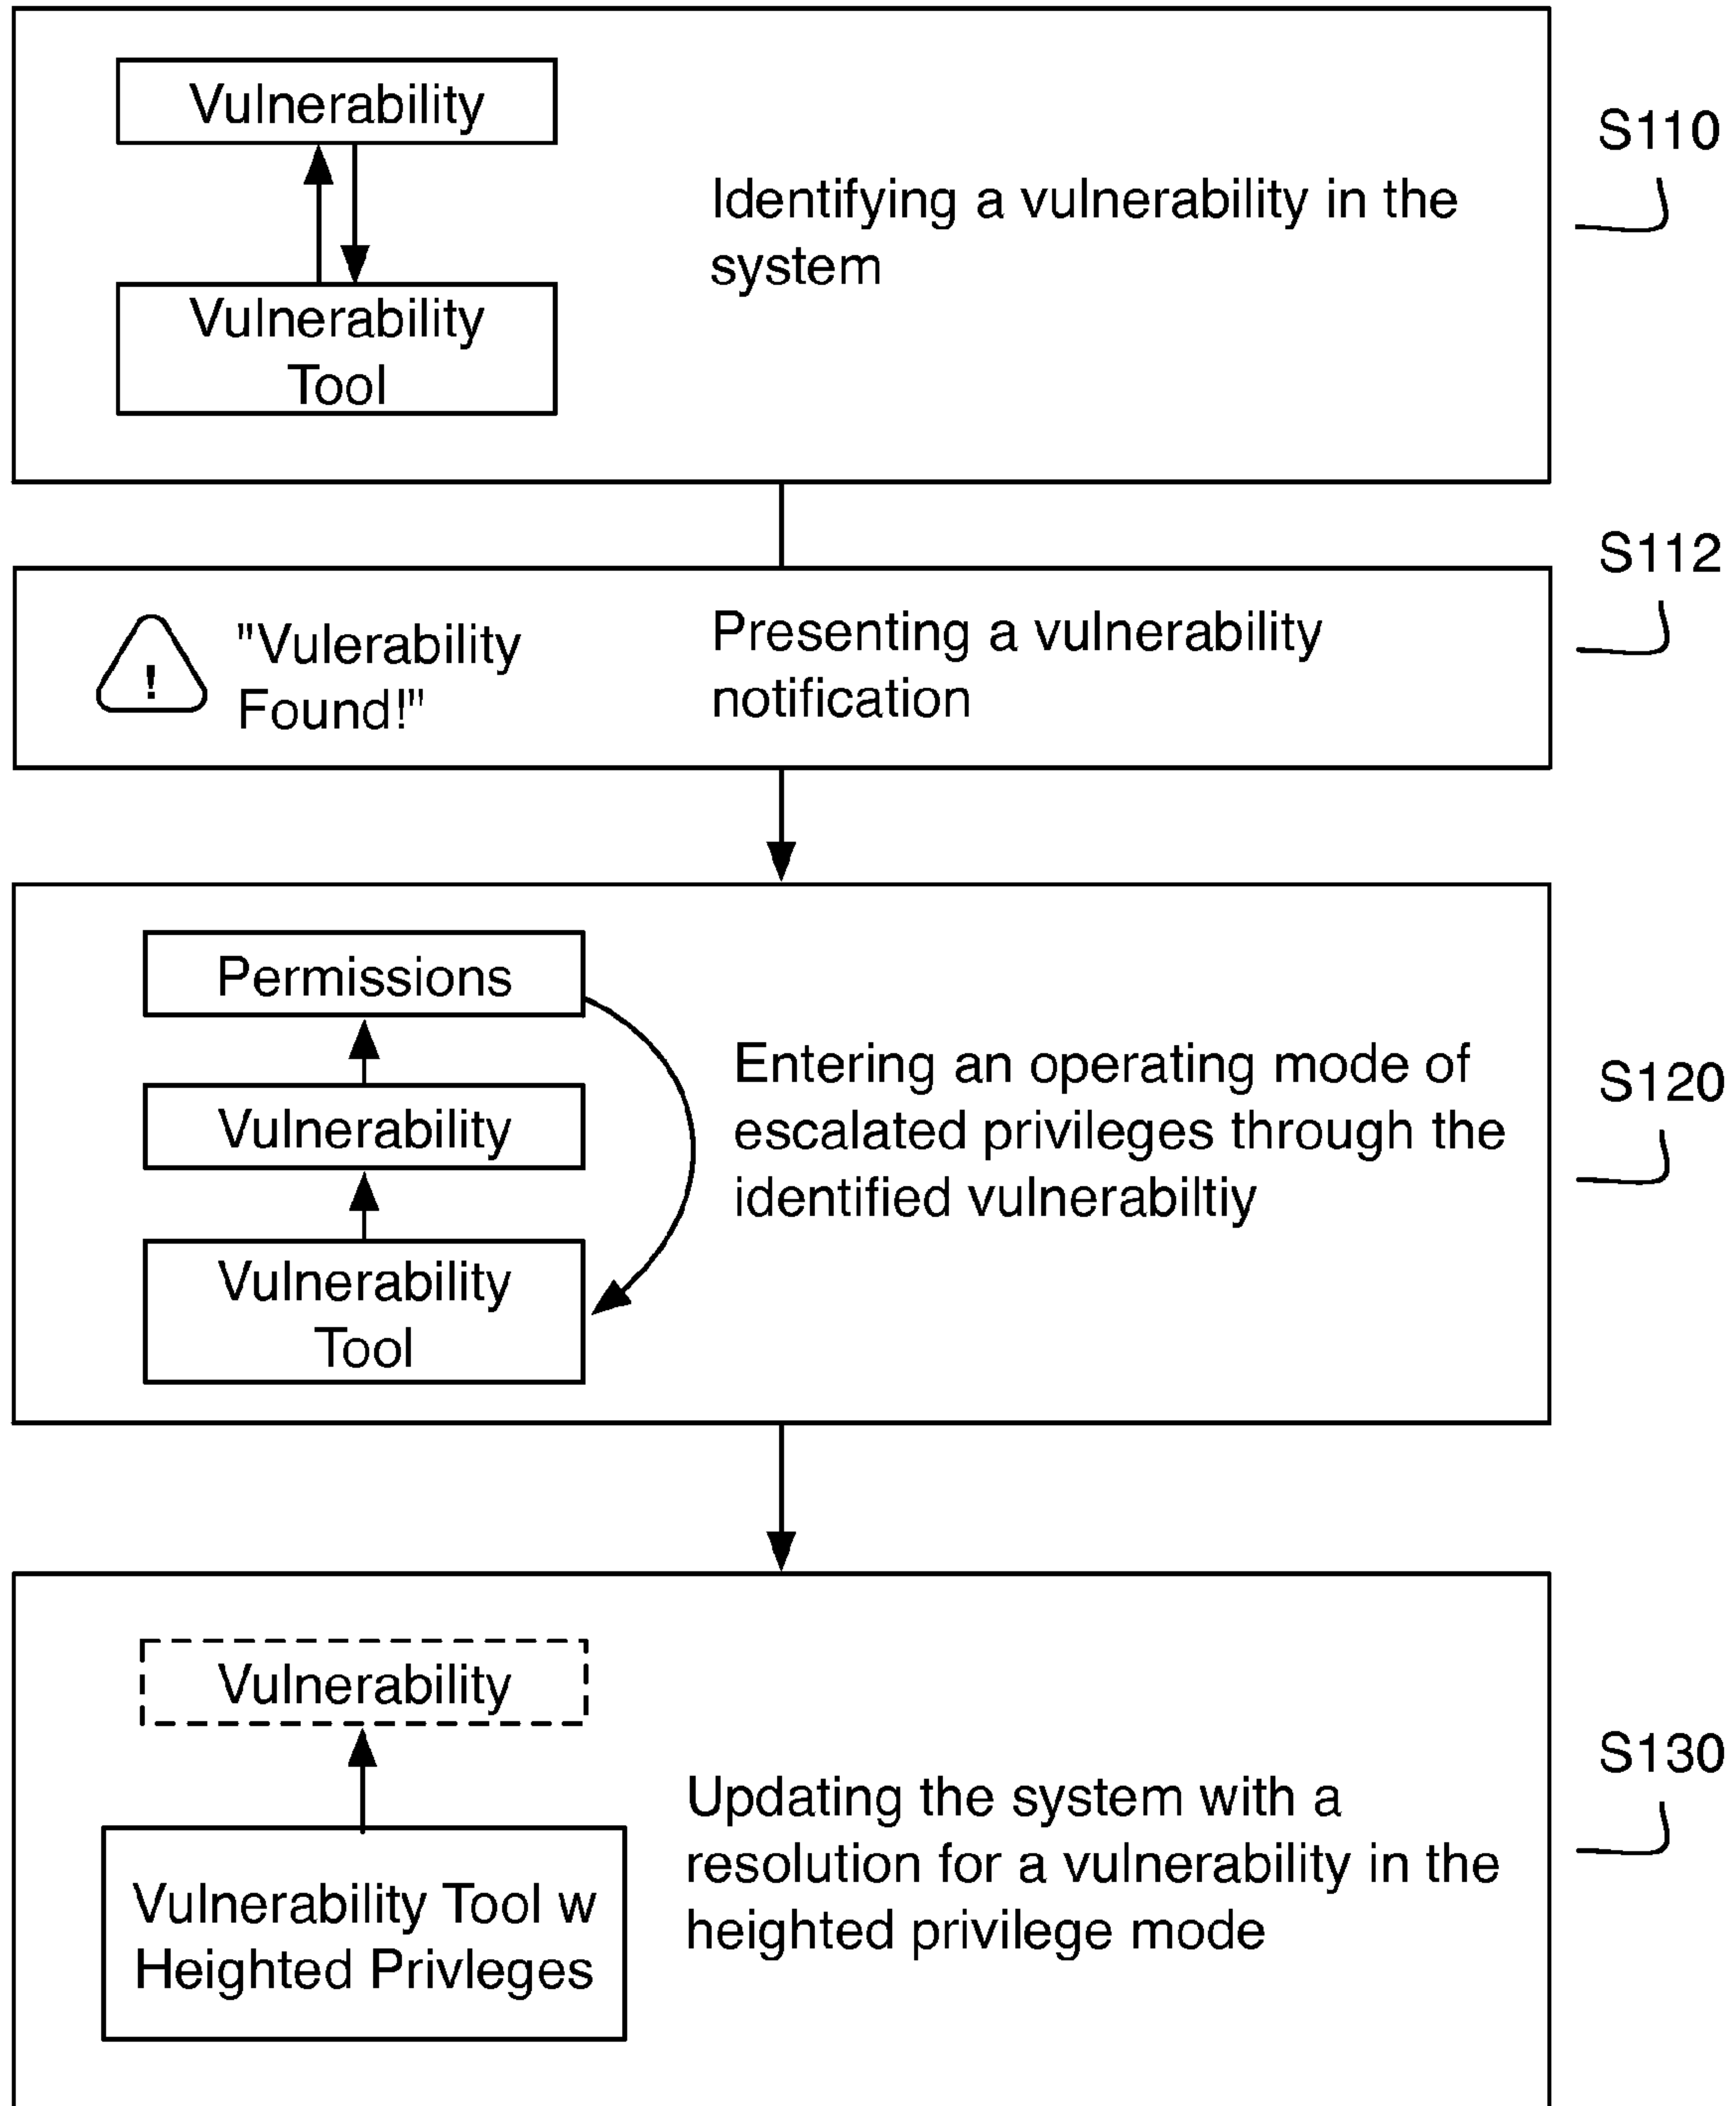 Vulnerability
Vulnerability
Tool
Identifying a vulnerability in the
system
S110
"Vulerability
Found!"
Presenting a vulnerability
notification
S112
!
Permissions
Vulnerability
Vulnerability
Tool
Entering an operating mode of
escalated privileges through the
identified vulnerabiltiy
S120
Vulnerability
Vulnerability Tool w
Heighted Privleges
Updating the system with a
resolution for a vulnerability in the
heighted privilege mode
S130